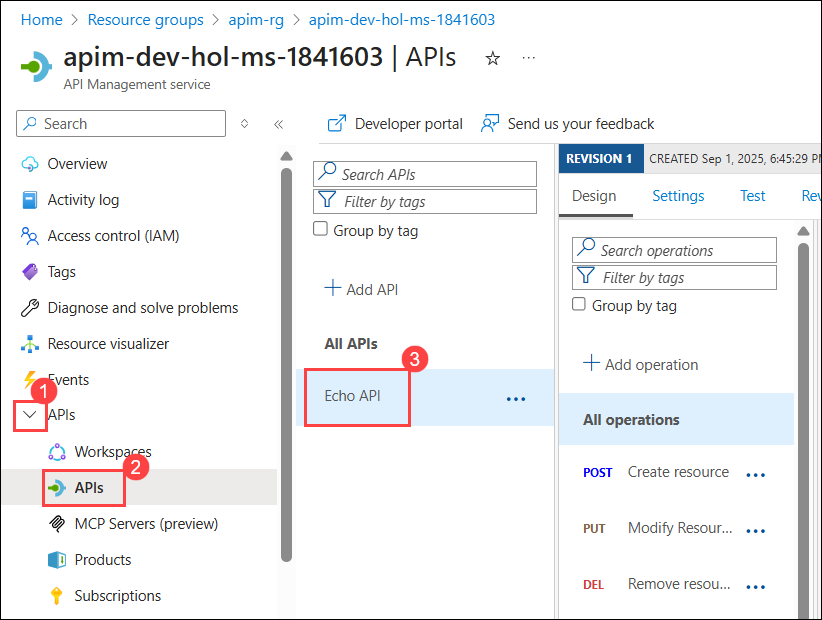 Home > Resource groups > apim-rg > apim-dev-hol-ms-1841603
apim-dev-hol-ms-1841603 | APIs
API Management service
Search
Overview
Activity log
Access control (IAM)
Tags
Diagnose and solve problems
Resource visualizer
Events
1
APIs
Workspaces
2
APIs
MCP Servers (preview)
Products
Subscriptions
Developer portal
Send us your feedback
Search APIs
Filter by tags
Group by tag
+ Add API
All APIs
3
Echo API
REVISION 1 CREATED Sep 1, 2025, 6:45:29
Design Settings Test
Search operations
Filter by tags
Group by tag
+ Add operation
All operations
POST Create resource
PUT Modify Resour...
DEL Remove resou...